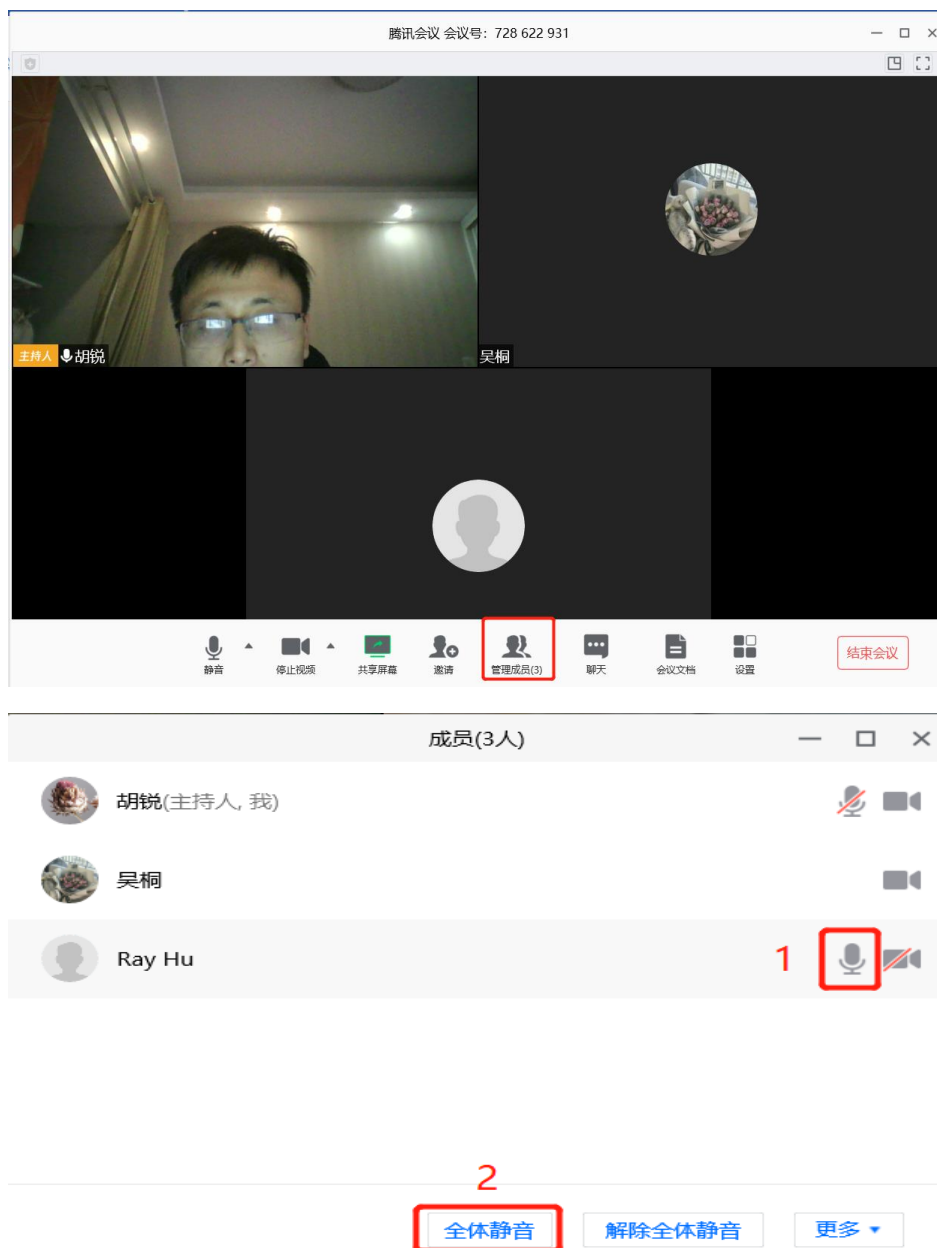 腾讯会议 会议号：728 622 931
主持人 胡锐
吴桐
静音 停止视频 共享屏幕 邀请 管理成员(3) 聊天 会议文档 设置 结束会议
成员(3人)
胡锐(主持人, 我)
吴桐
Ray Hu 1
2
全体静音 解除全体静音 更多